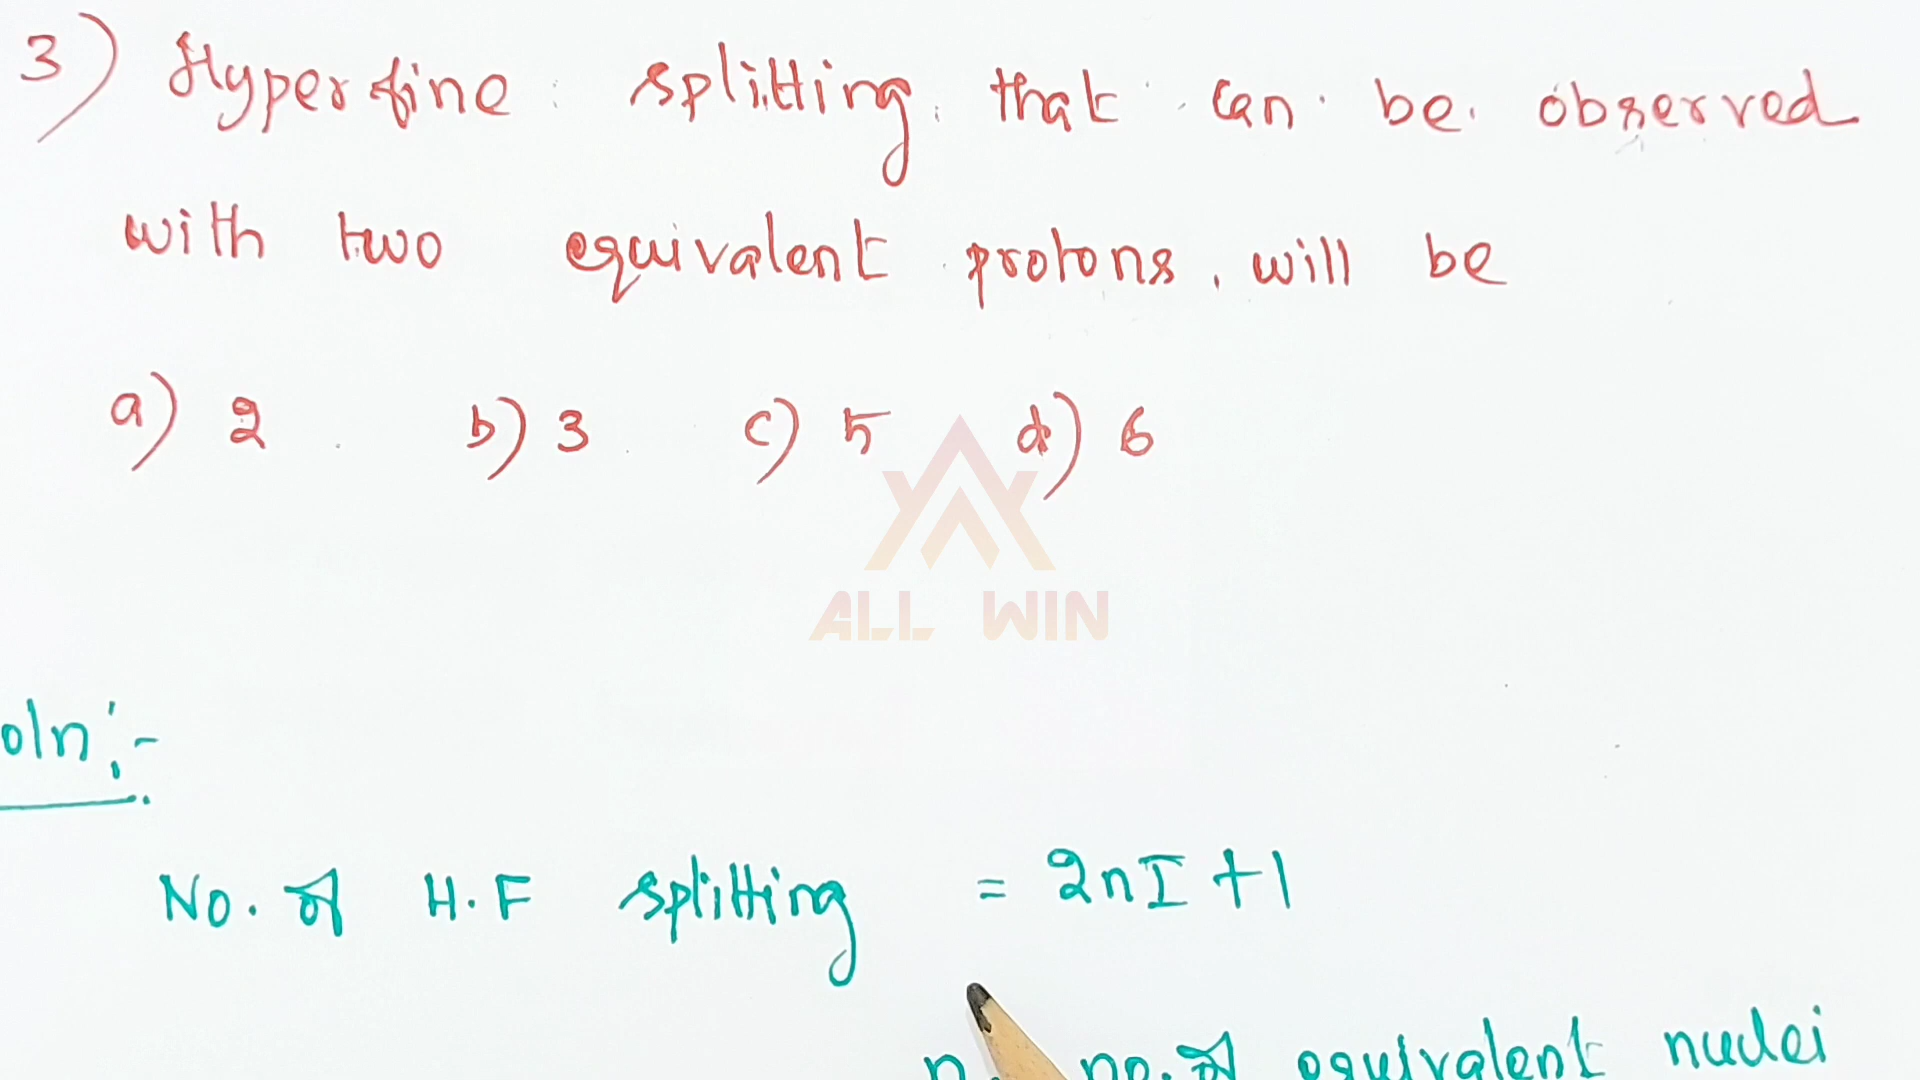 3) Hyperfine splitting that can be observed
with two equivalent protons, will be
a) 2 b) 3 c) 5 d) 6
ALL WIN
oln :-
No. of H.F splitting = 2nI + 1
n no. of equivalent nuclei